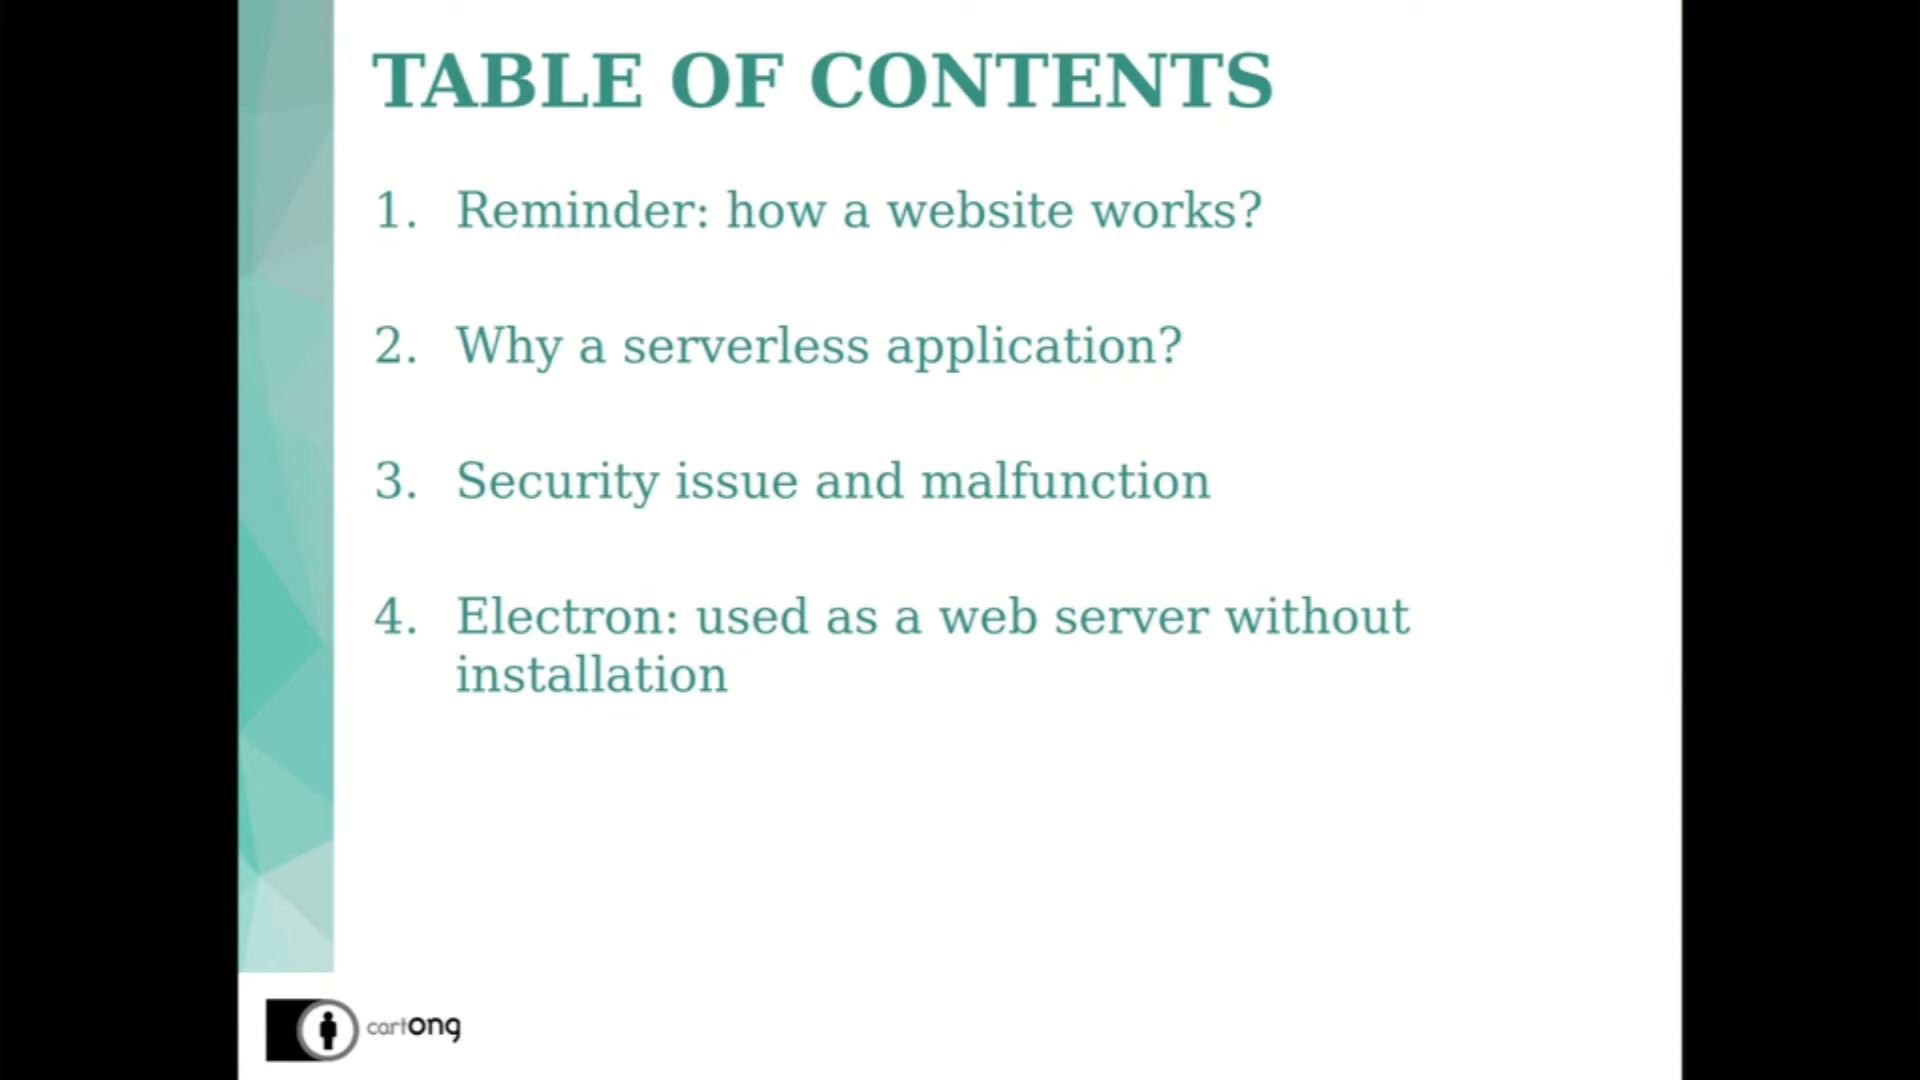 TABLE OF CONTENTS
1. Reminder: how a website works?
2. Why a serverless application?
3. Security issue and malfunction
4. Electron: used as a web server without
installation
cartong